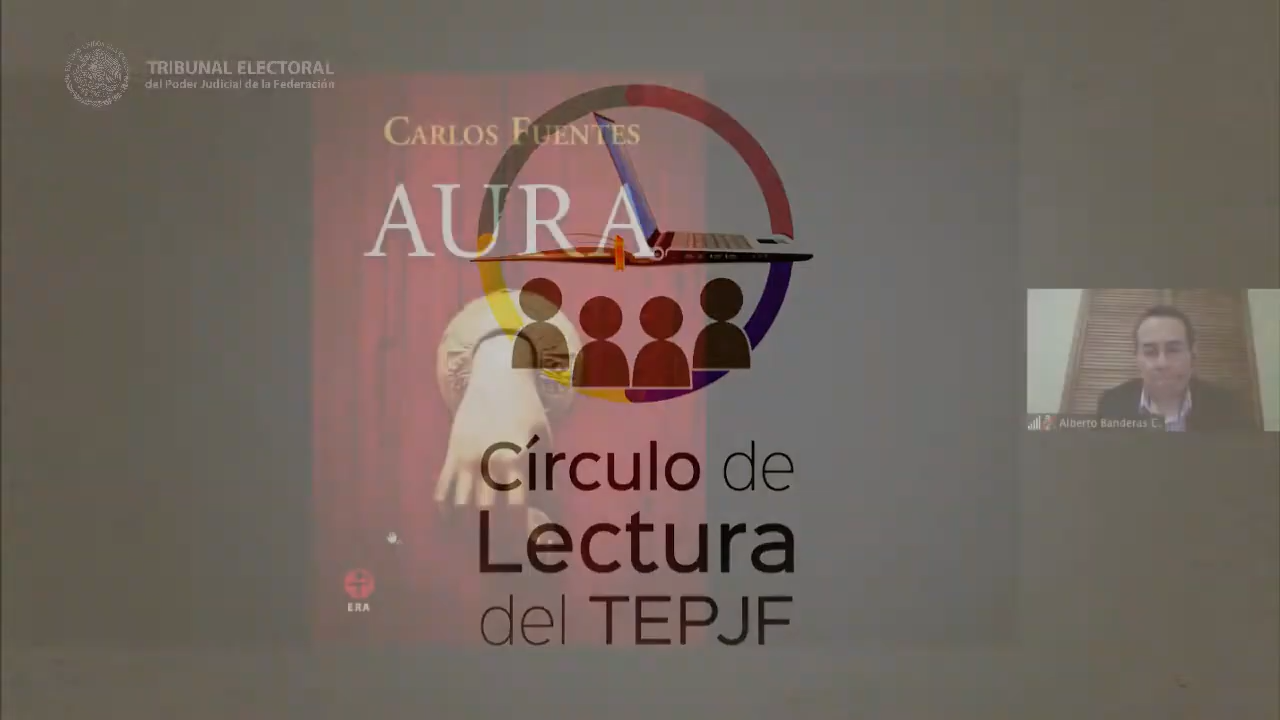 TRIBUNAL ELECTORAL
del Poder Judicial de la Federación
CARLOS FUENTES
AURA
ERA
Círculo de
Lectura
del TEPJF
Alberto Banderas C.